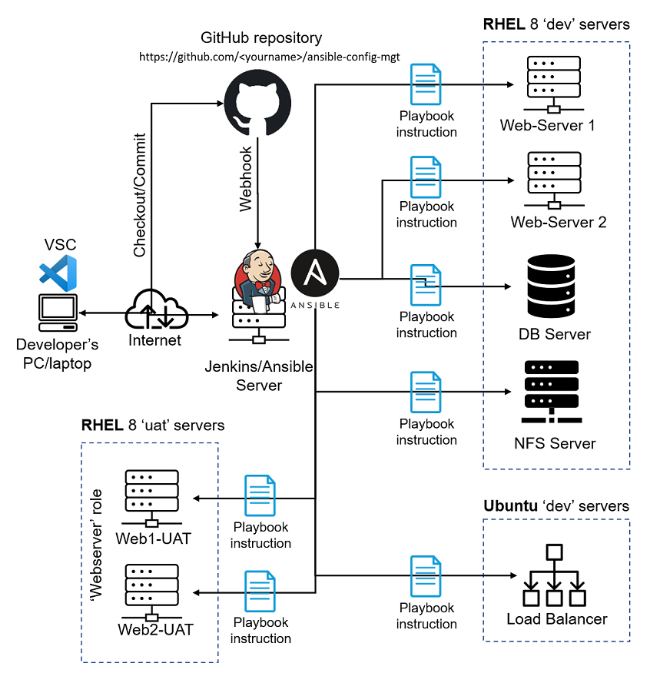 GitHub repository
https://github.com/<yourname>/ansible-config-mgt
RHEL 8 ‘dev’ servers
Playbook
instruction
Web-Server 1
Checkout/Commit
Webhook
Playbook
instruction
Web-Server 2
VSC
ANSIBLE
Playbook
instruction
DB Server
Developer’s
PC/laptop
Internet
Jenkins/Ansible
Server
Playbook
instruction
NFS Server
RHEL 8 ‘uat’ servers
‘Webserver’ role
Web1-UAT
Playbook
instruction
Web2-UAT
Playbook
instruction
Ubuntu ‘dev’ servers
Playbook
instruction
Load Balancer